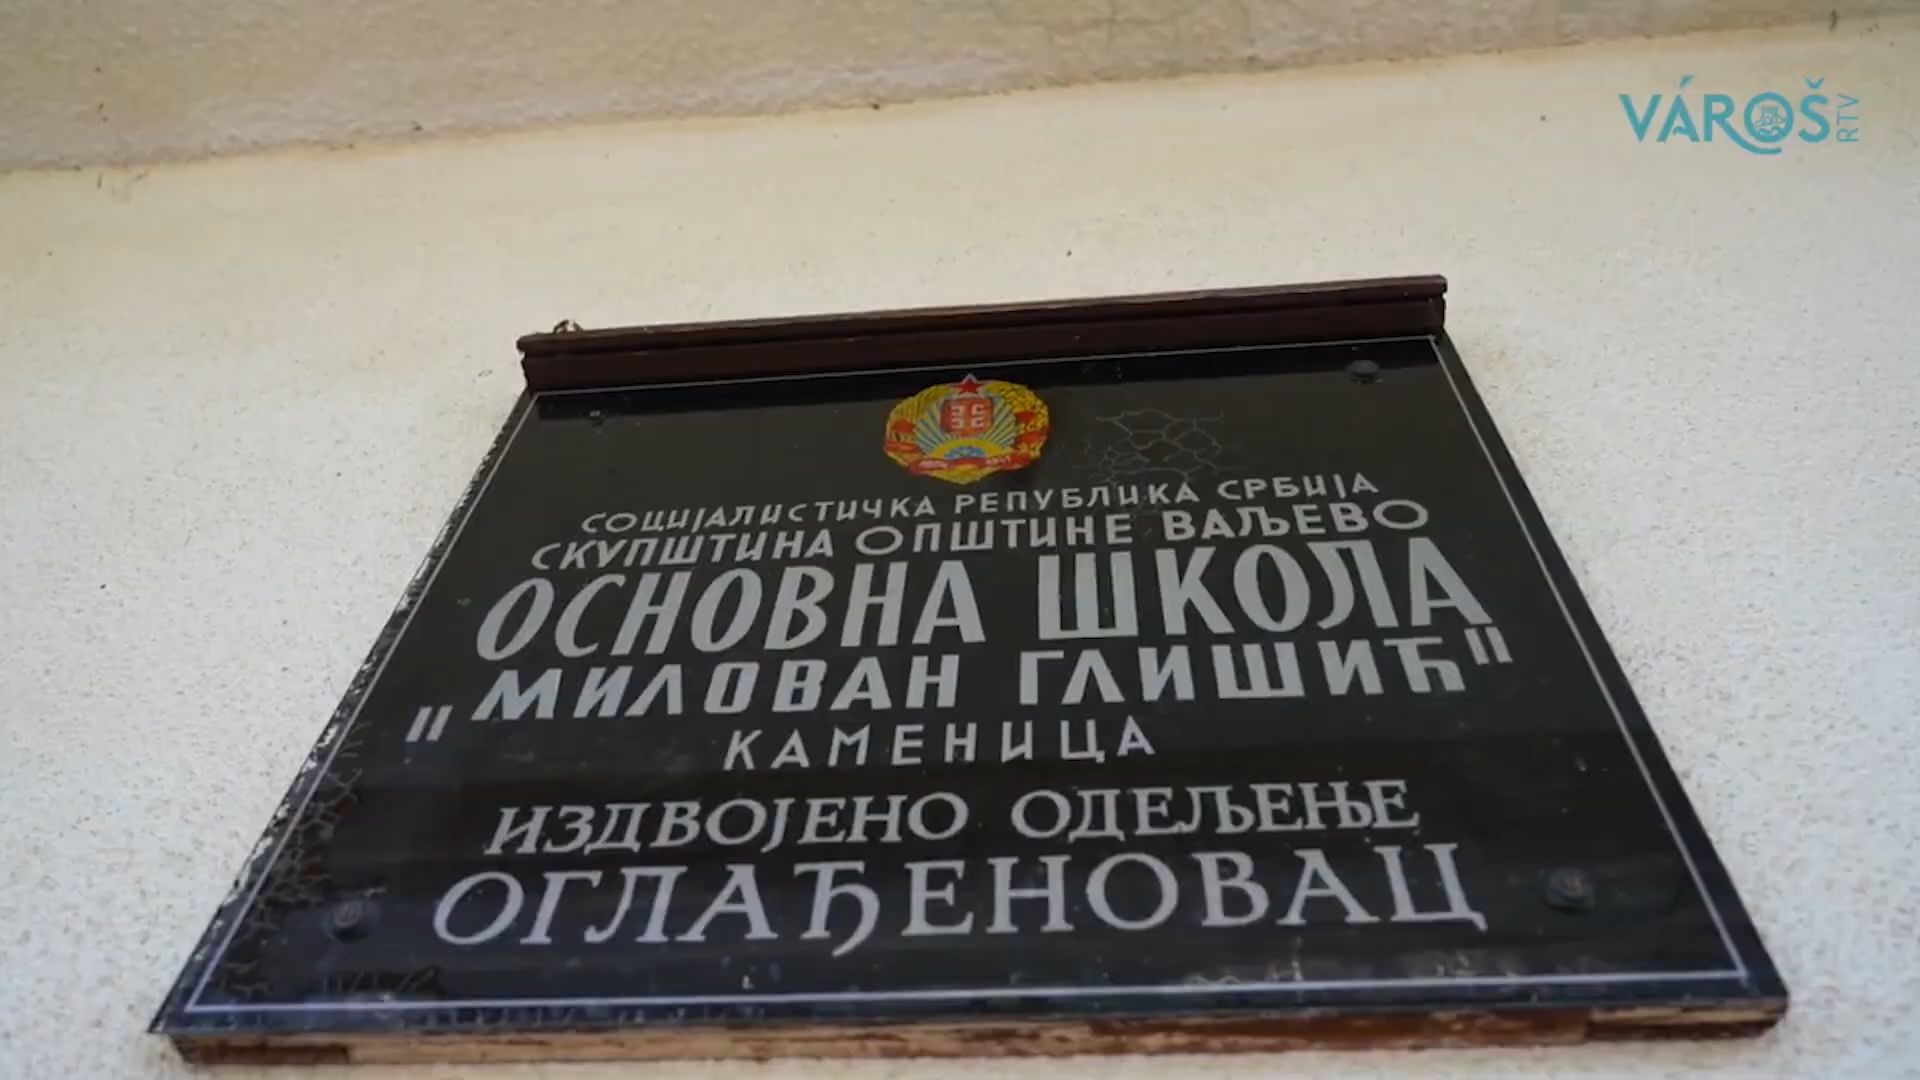 VÁROŠ RTV
СОЦИЈАЛИСТИЧКА РЕПУБЛИКА СРБИЈА
СКУПШТИНА ОПШТИНЕ ВАЉЕВО
ОСНОВНА ШКОЛА
"МИЛОВАН ГЛИШИЋ"
КАМЕНИЦА
ИЗДВОЈЕНО ОДЕЉЕЊЕ
ОГЛАЂЕНОВАЦ